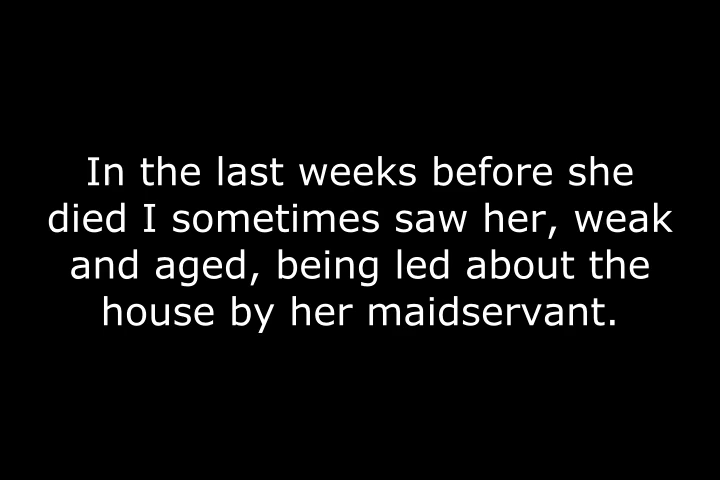 In the last weeks before she
died I sometimes saw her, weak
and aged, being led about the
house by her maidservant.